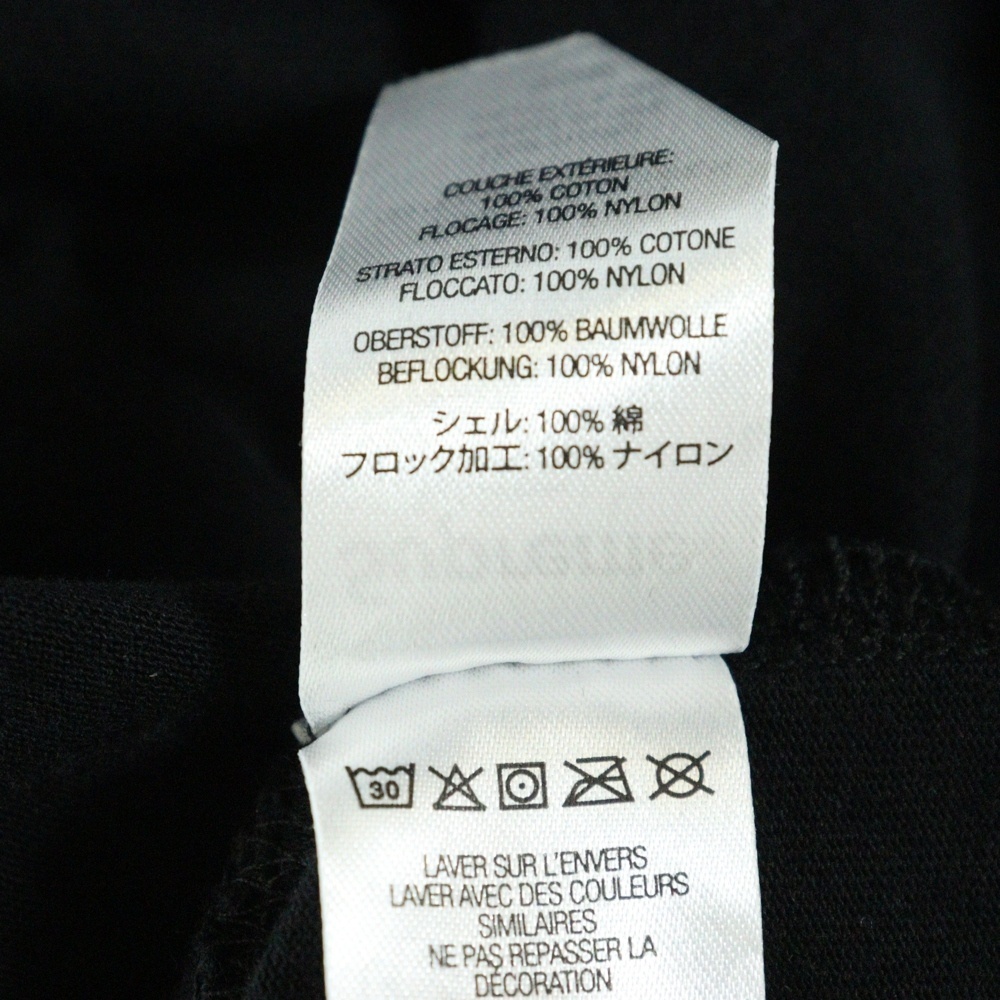 COUCHE EXTÉRIEURE:
100% COTON
FLOCAGE: 100% NYLON
STRATO ESTERNO: 100% COTONE
FLOCCATO: 100% NYLON
OBERSTOFF: 100% BAUMWOLLE
BEFLOCKUNG: 100% NYLON
シェル: 100% 綿
フロック加工: 100% ナイロン
30
LAVER SUR L'ENVERS
LAVER AVEC DES COULEURS
SIMILAIRES
NE PAS REPASSER LA
DÉCORATION